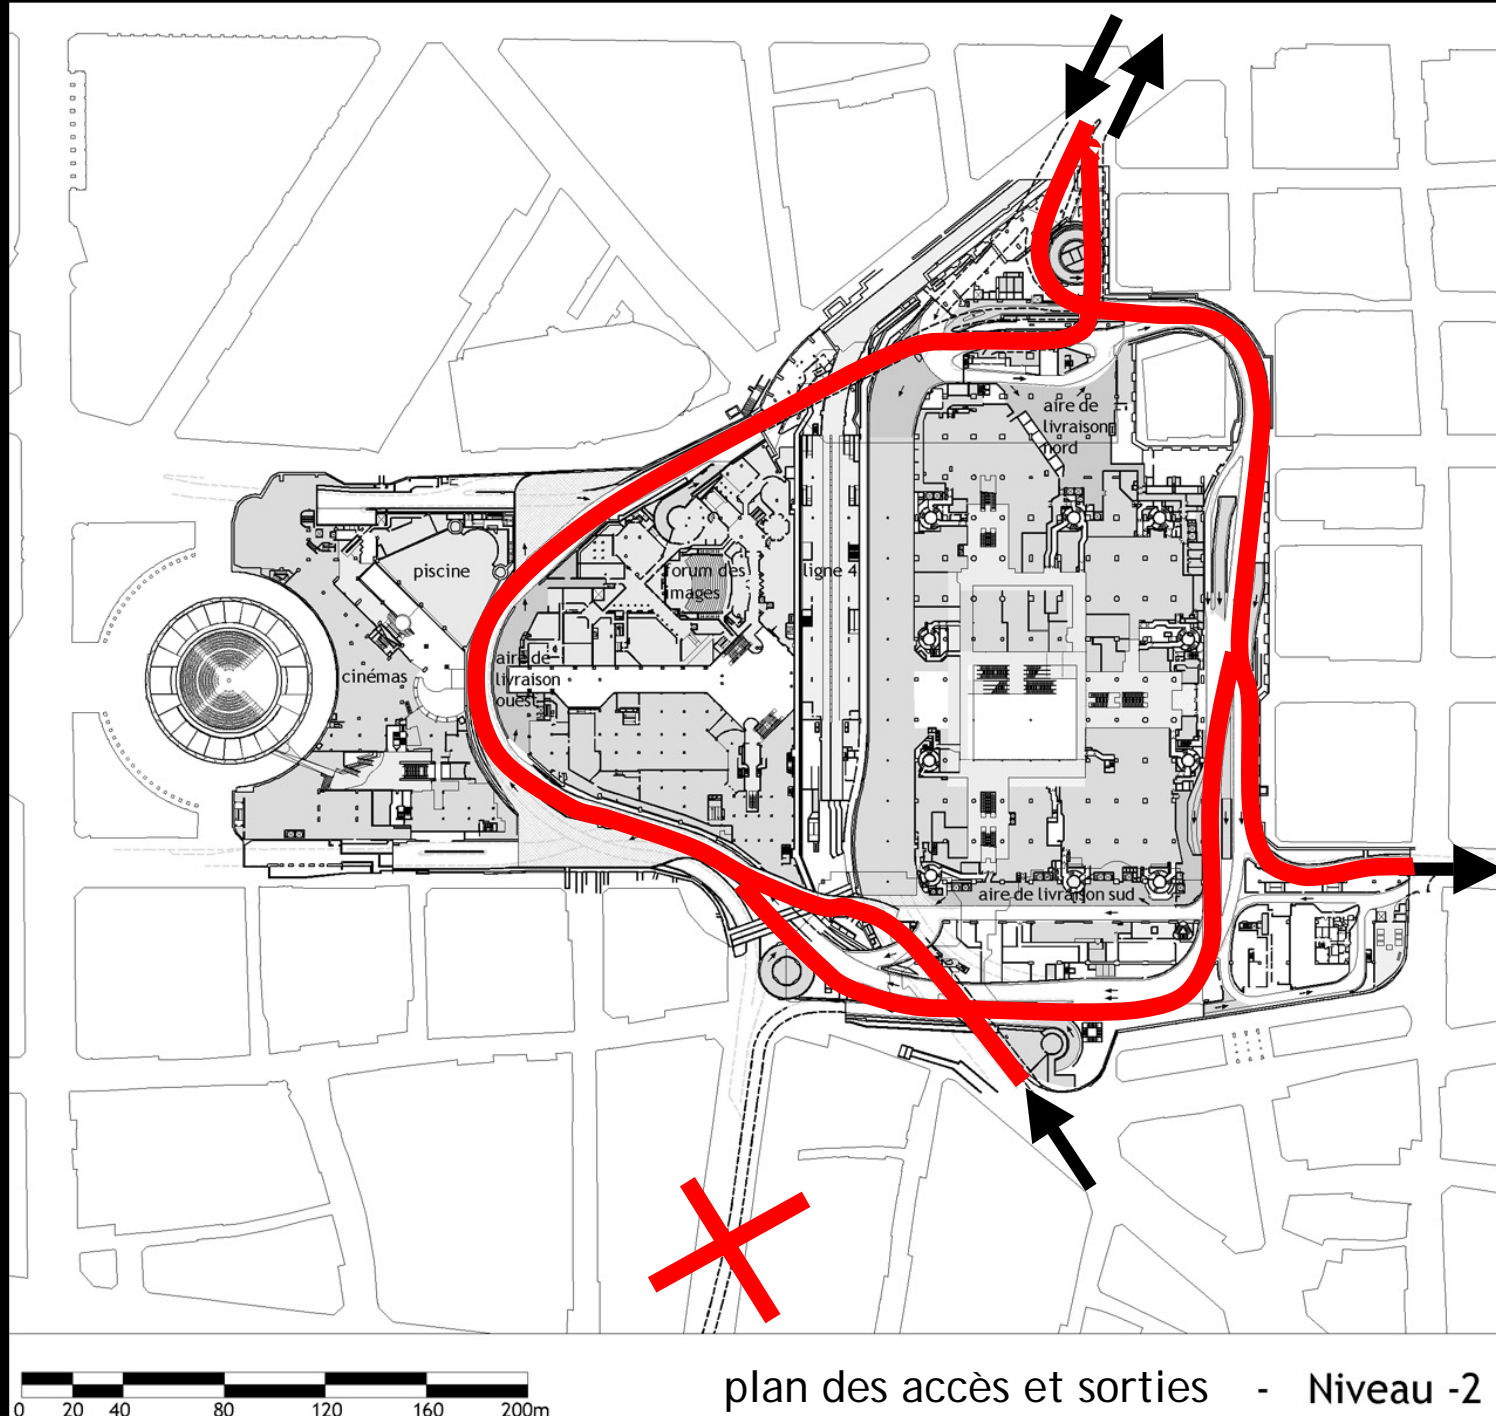 aire de
livraison
nord
piscine
forum des
images
ligne 4
aire de
livraison
ouest
cinémas
aire de livraison sud
0 20 40 80 120 160 200m
plan des accès et sorties - Niveau -2